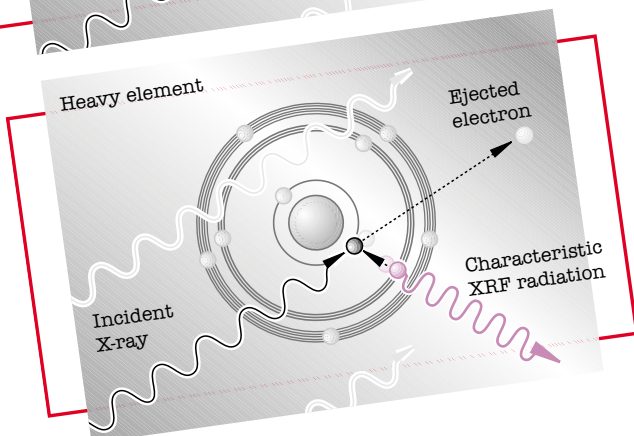 Heavy element
Ejected
electron
Characteristic
XRF radiation
Incident
X-ray